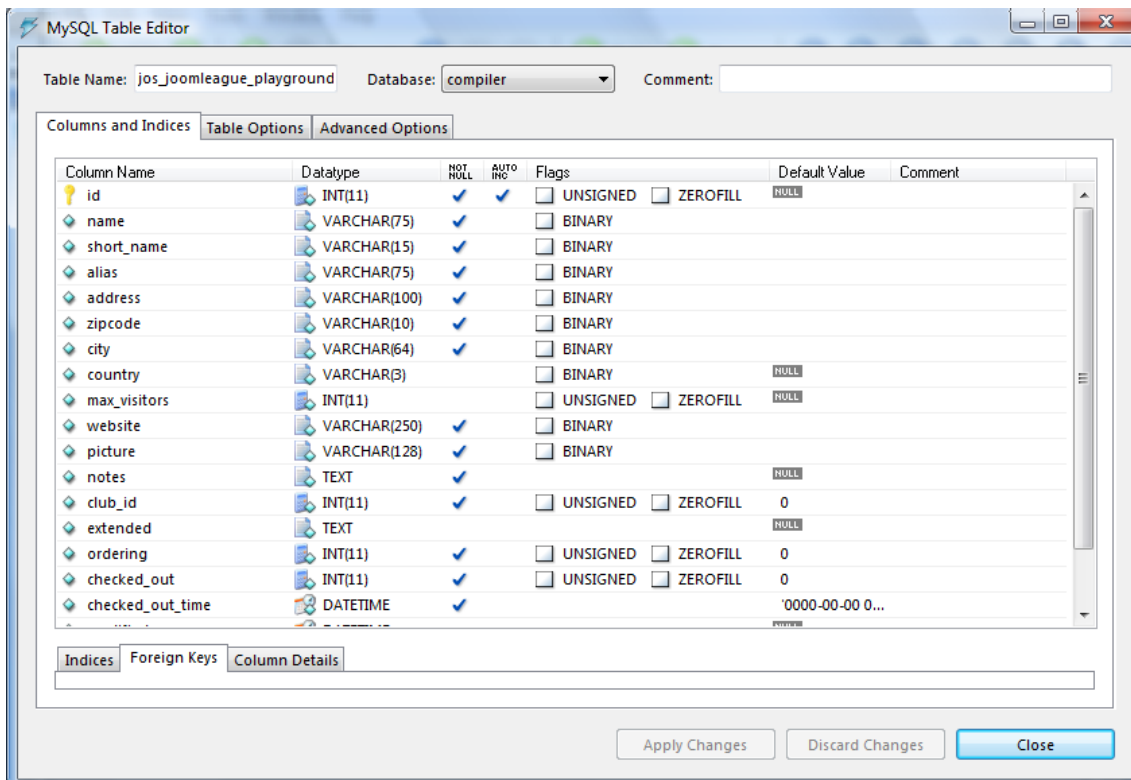 MySQL Table Editor
Table Name: jos_joomleague_playground Database: compiler Comment:
Columns and Indices Table Options Advanced Options
Column Name Datatype NOT NULL AUTO INC Flags Default Value Comment
id INT(11) UNSIGNED ZEROFILL NULL
name VARCHAR(75) BINARY
short_name VARCHAR(15) BINARY
alias VARCHAR(75) BINARY
address VARCHAR(100) BINARY
zipcode VARCHAR(10) BINARY
city VARCHAR(64) BINARY
country VARCHAR(3) BINARY NULL
max_visitors INT(11) UNSIGNED ZEROFILL NULL
website VARCHAR(250) BINARY
picture VARCHAR(128) BINARY
notes TEXT NULL
club_id INT(11) UNSIGNED ZEROFILL 0
extended TEXT NULL
ordering INT(11) UNSIGNED ZEROFILL 0
checked_out INT(11) UNSIGNED ZEROFILL 0
checked_out_time DATETIME '0000-00-00 0...
Indices Foreign Keys Column Details
Apply Changes Discard Changes Close